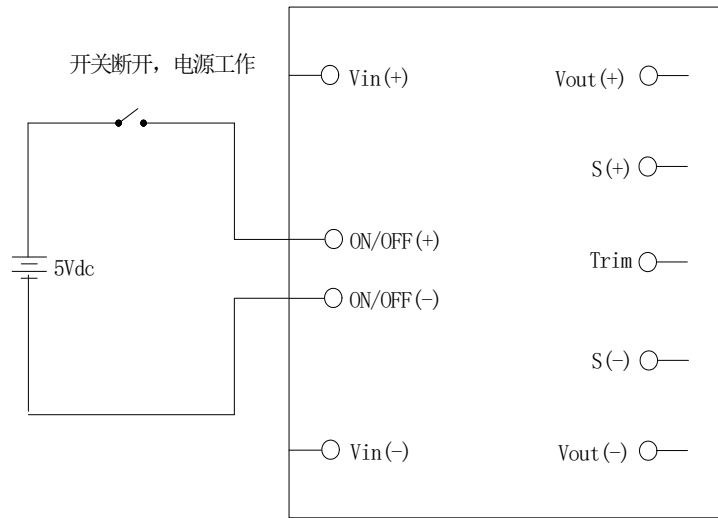 开关断开，电源工作
Vin(+)
Vout(+)
S(+)
ON/OFF(+)
Trim
5Vdc
ON/OFF(-)
S(-)
Vin(-)
Vout(-)